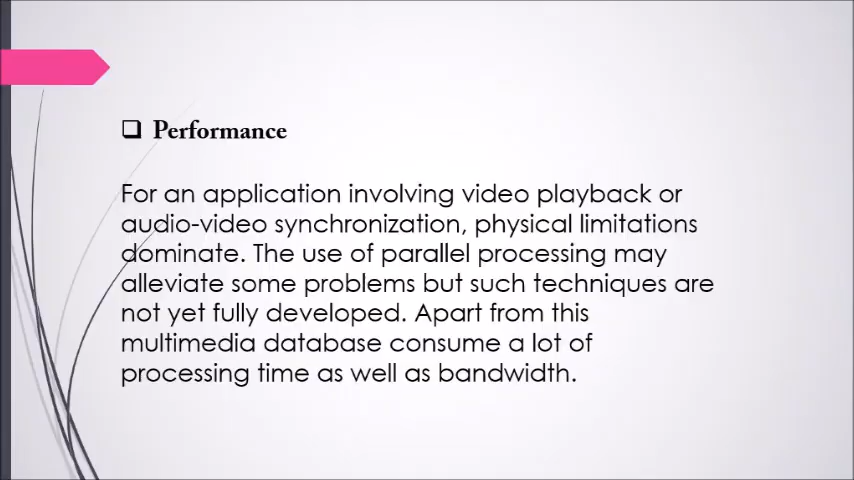 ❑ Performance
For an application involving video playback or
audio-video synchronization, physical limitations
dominate. The use of parallel processing may
alleviate some problems but such techniques are
not yet fully developed. Apart from this
multimedia database consume a lot of
processing time as well as bandwidth.